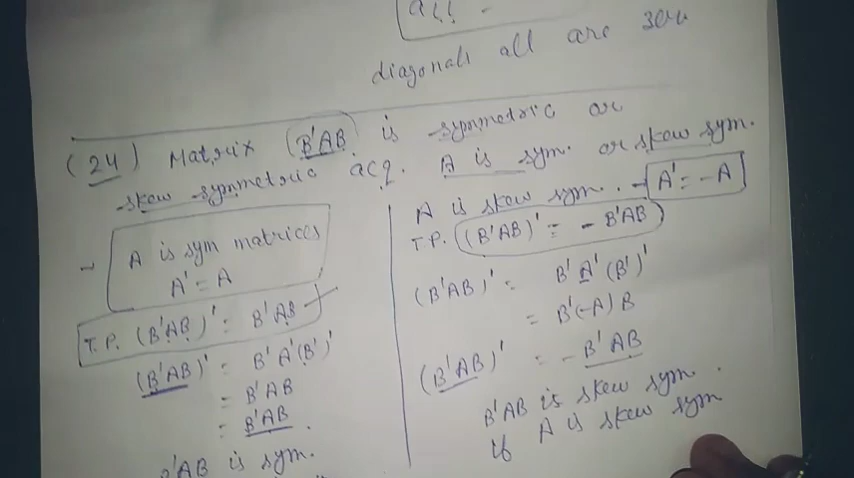 all -
diagonals all are zero
(24) Matrix (B'AB) is symmetric or
skew symmetric acq. A is sym. or skew sym.
A is sym matrices
A' = A
T.P. (B'AB)' = B'AB
(B'AB)' = B'A'(B')'
= B'AB
= B'AB.
B'AB is sym.
A is skew sym. - A' = -A
T.P. (B'AB)' = - B'AB
(B'AB)' = B'A'(B')'
= B'(-A)B
(B'AB)' = - B'AB
B'AB is skew sym.
if A is skew sym